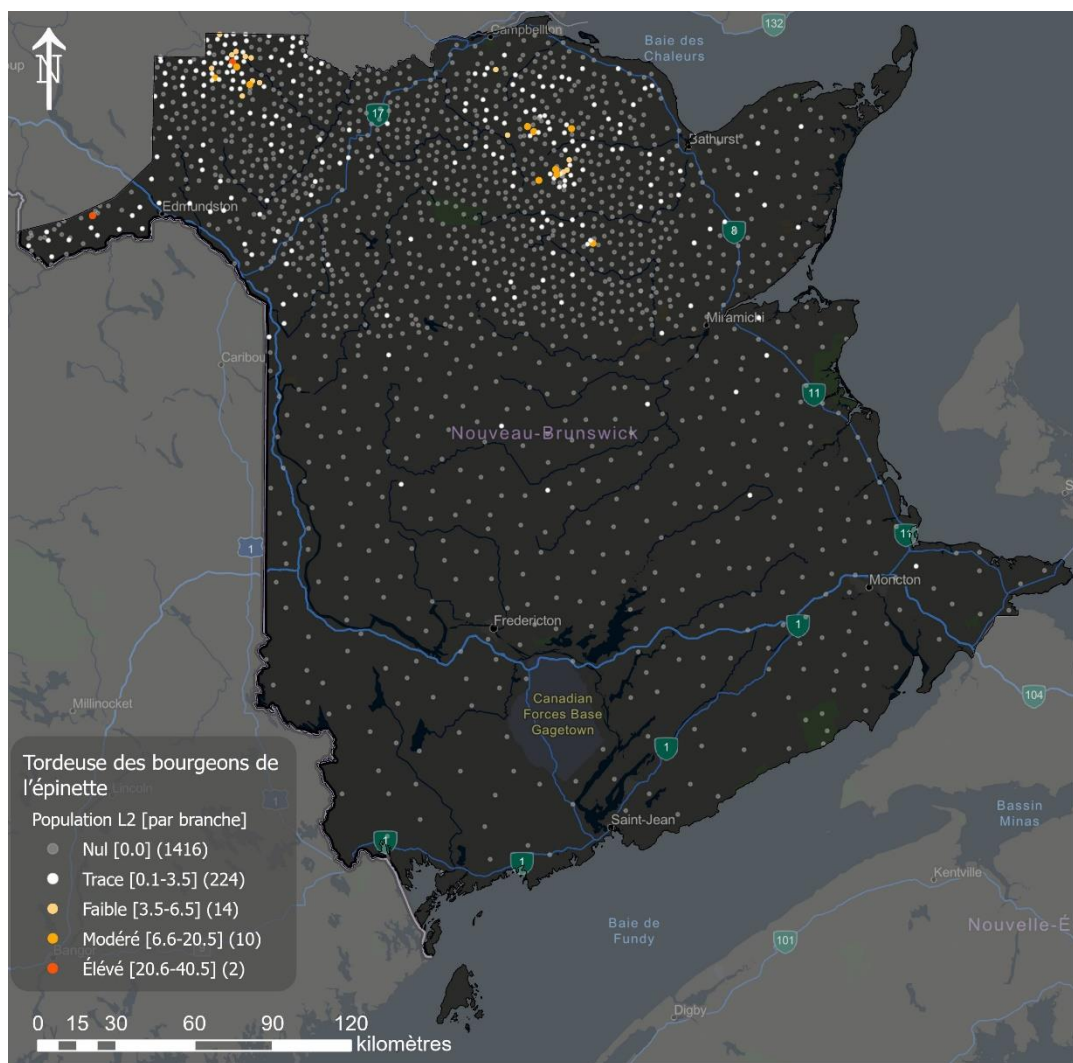 132
Campbellton
Baie des
Chaleurs
N
17
Bathurst
Edmundston
8
Miramichi
Caribou
11
Nouveau-Brunswick
1
11
Moncton
Fredericton
1
Canadian
Forces Base
Gagetown
104
Millinocket
1
Tordeuse des bourgeons de
l'épinette
Lincoln
Population L2 [par branche]
1
Bassin
Minas
Saint-Jean
Nul [0.0] (1416)
1
Trace [0.1-3.5] (224)
1
Kentville
Faible [3.5-6.5] (14)
Baie de
Fundy
Nouvelle-É
Modéré [6.6-20.5] (10)
101
Élévé [20.6-40.5] (2)
Digby
0 15 30 60 90 120
kilomètres